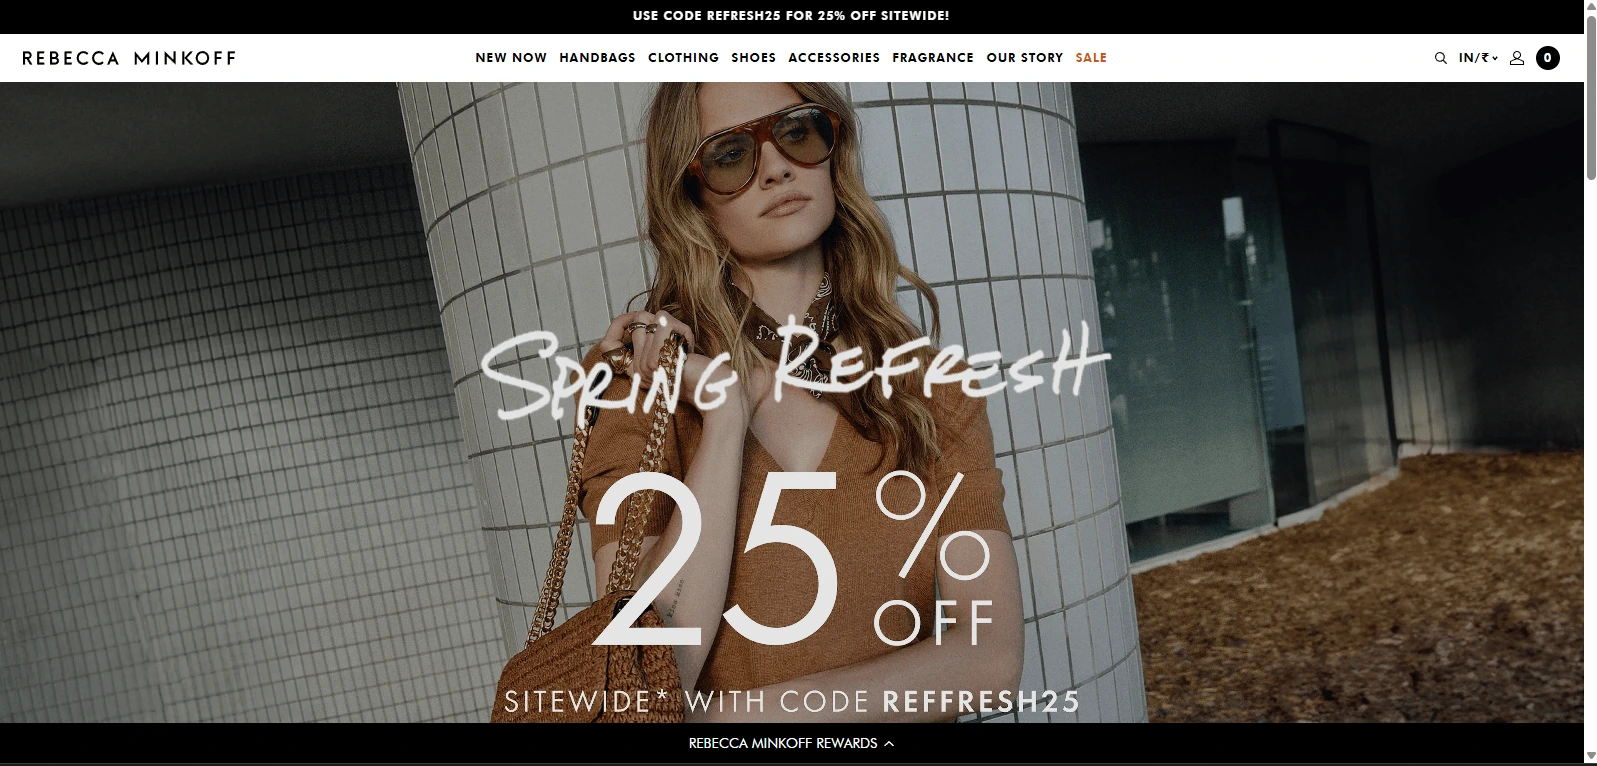 USE CODE REFRESH25 FOR 25% OFF SITEWIDE!
REBECCA MINKOFF NEW NOW HANDBAGS CLOTHING SHOES ACCESSORIES FRAGRANCE OUR STORY SALE IN/₹ 0
SPRING REFRESH
25% OFF
SITEWIDE* WITH CODE REFFRESH25
REBECCA MINKOFF REWARDS